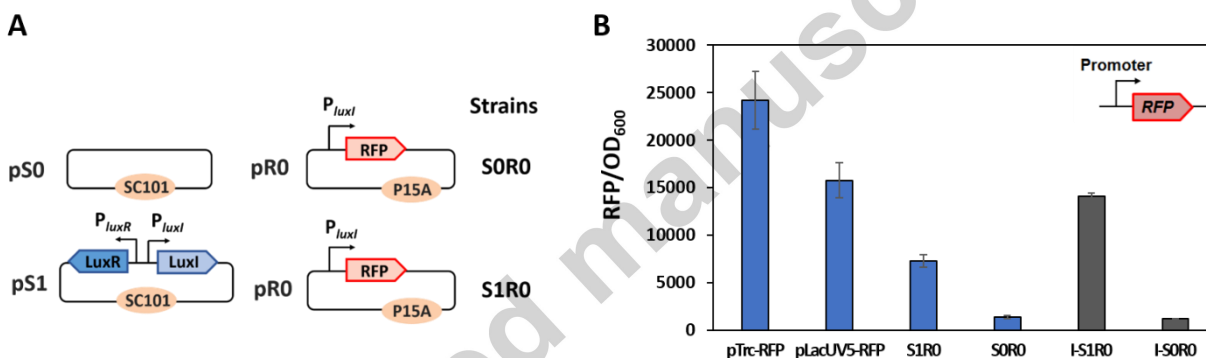 A
Strains
pS0
SC101
pR0
PluxI
RFP
P15A
S0R0
pS1
PluxR
PluxI
LuxR
LuxI
SC101
pR0
PluxI
RFP
P15A
S1R0
B
RFP/OD600
30000
25000
20000
15000
10000
5000
0
pTrc-RFP pLacUV5-RFP S1R0 S0R0 I-S1R0 I-S0R0
Promoter
RFP
ed manusc